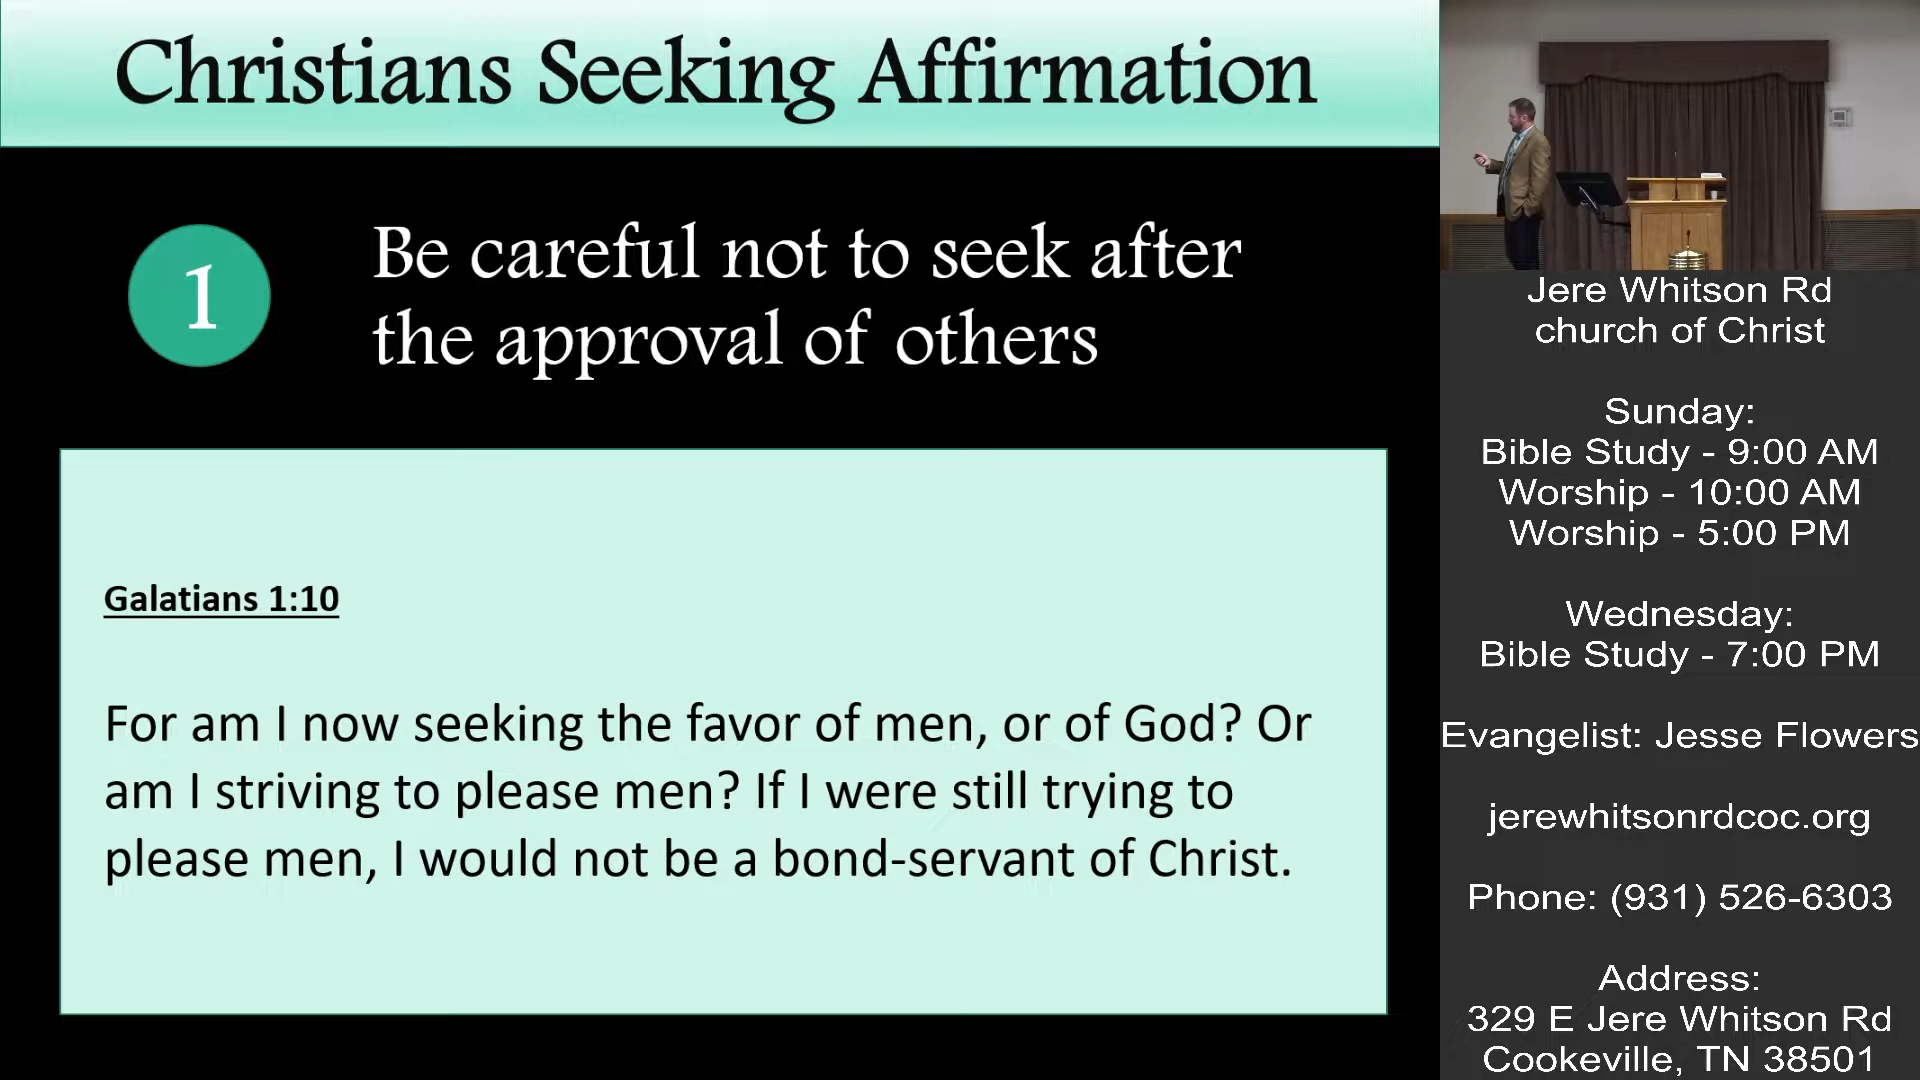 Christians Seeking Affirmation
1
Be careful not to seek after
the approval of others
Galatians 1:10
For am I now seeking the favor of men, or of God? Or
am I striving to please men? If I were still trying to
please men, I would not be a bond-servant of Christ.
Jere Whitson Rd
church of Christ
Sunday:
Bible Study - 9:00 AM
Worship - 10:00 AM
Worship - 5:00 PM
Wednesday:
Bible Study - 7:00 PM
Evangelist: Jesse Flowers
jerewhitsonrdcoc.org
Phone: (931) 526-6303
Address:
329 E Jere Whitson Rd
Cookeville, TN 38501